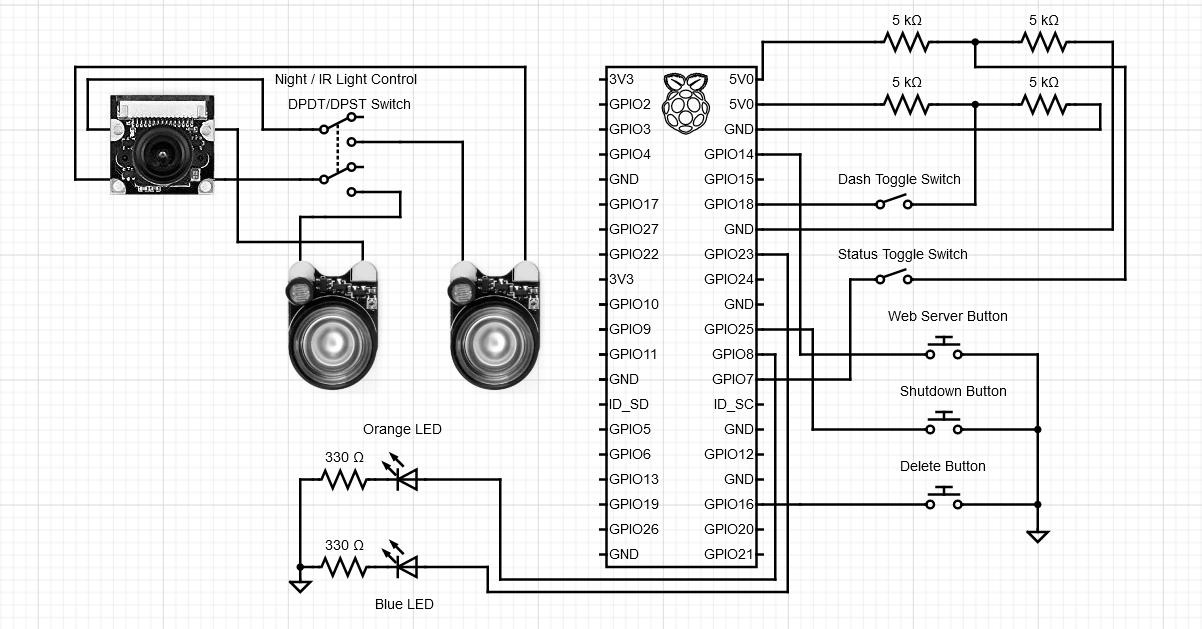 5 kΩ
5 kΩ
Night / IR Light Control
DPDT/DPST Switch
5 kΩ
5 kΩ
3V3
5V0
GPIO2
5V0
GPIO3
GND
GPIO4
GPIO14
GND
GPIO15
Dash Toggle Switch
GPIO17
GPIO18
GPIO27
GND
GPIO22
GPIO23
Status Toggle Switch
3V3
GPIO24
GPIO10
GND
Web Server Button
GPIO9
GPIO25
GPIO11
GPIO8
GND
GPIO7
Shutdown Button
ID_SD
ID_SC
Orange LED
GPIO5
GND
330 Ω
GPIO6
GPIO12
Delete Button
GPIO13
GND
GPIO19
GPIO16
GPIO26
GPIO20
330 Ω
GND
GPIO21
Blue LED